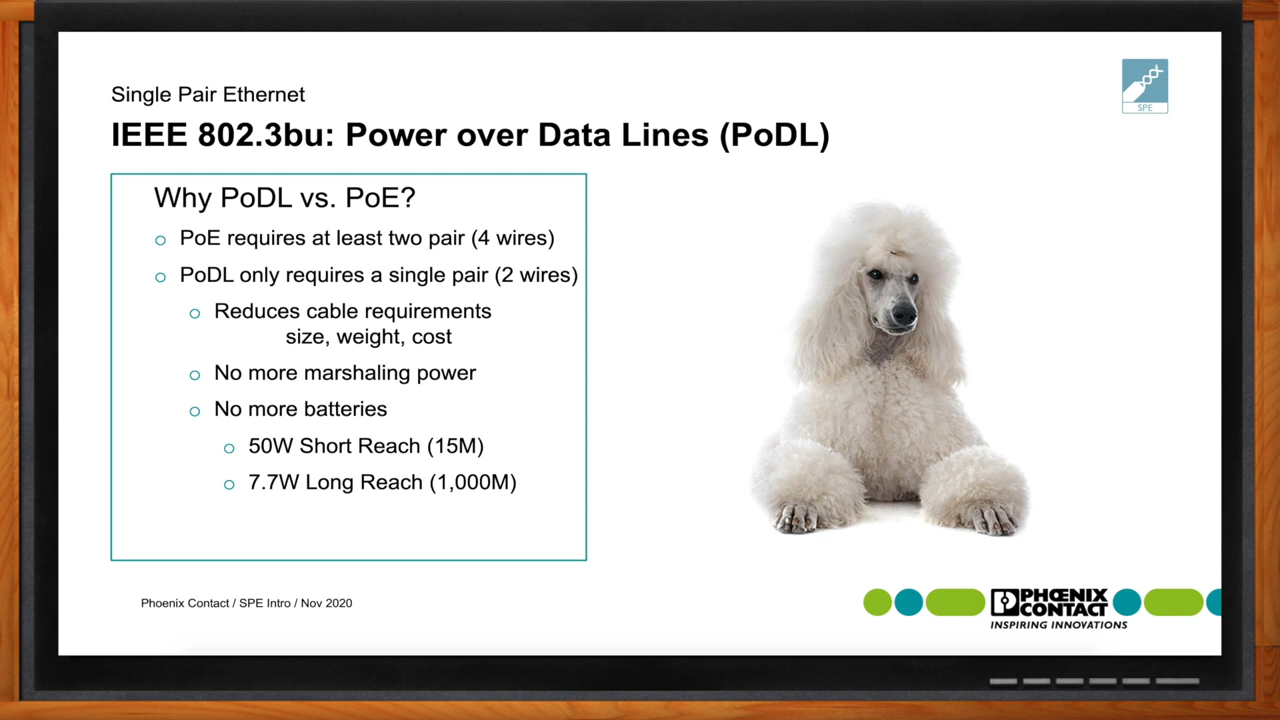 Single Pair Ethernet
IEEE 802.3bu: Power over Data Lines (PoDL)
SPE
Why PoDL vs. PoE?
PoE requires at least two pair (4 wires)
PoDL only requires a single pair (2 wires)
Reduces cable requirements
size, weight, cost
No more marshaling power
No more batteries
50W Short Reach (15M)
7.7W Long Reach (1,000M)
Phoenix Contact / SPE Intro / Nov 2020
PHŒNIX
CONTACT
INSPIRING INNOVATIONS